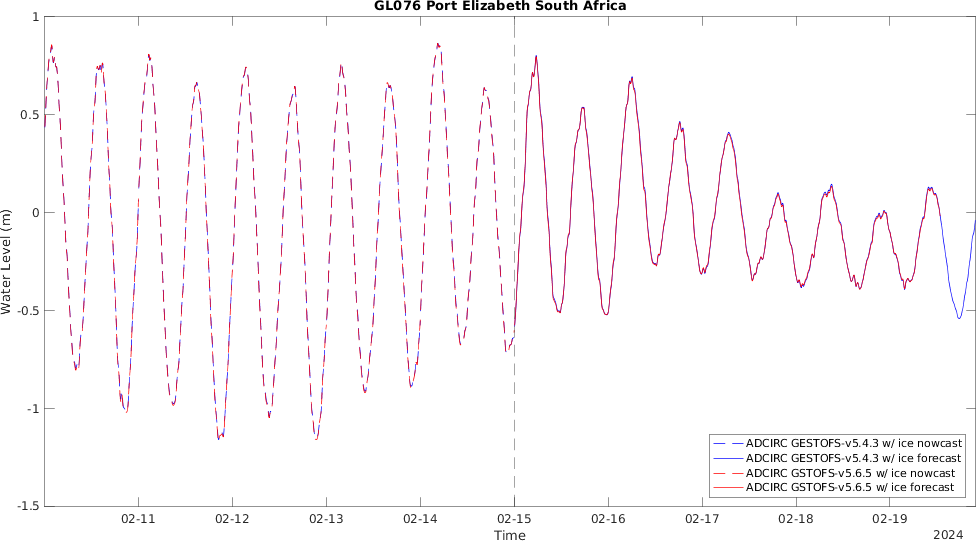 GL076 Port Elizabeth South Africa
1
0.5
0
-0.5
-1
-1.5
Water Level (m)
02-11
02-12
02-13
02-14
02-15
02-16
02-17
02-18
02-19
Time
2024
ADCIRC GESTOFS-v5.4.3 w/ ice nowcast
ADCIRC GESTOFS-v5.4.3 w/ ice forecast
ADCIRC GSTOFS-v5.6.5 w/ ice nowcast
ADCIRC GSTOFS-v5.6.5 w/ ice forecast